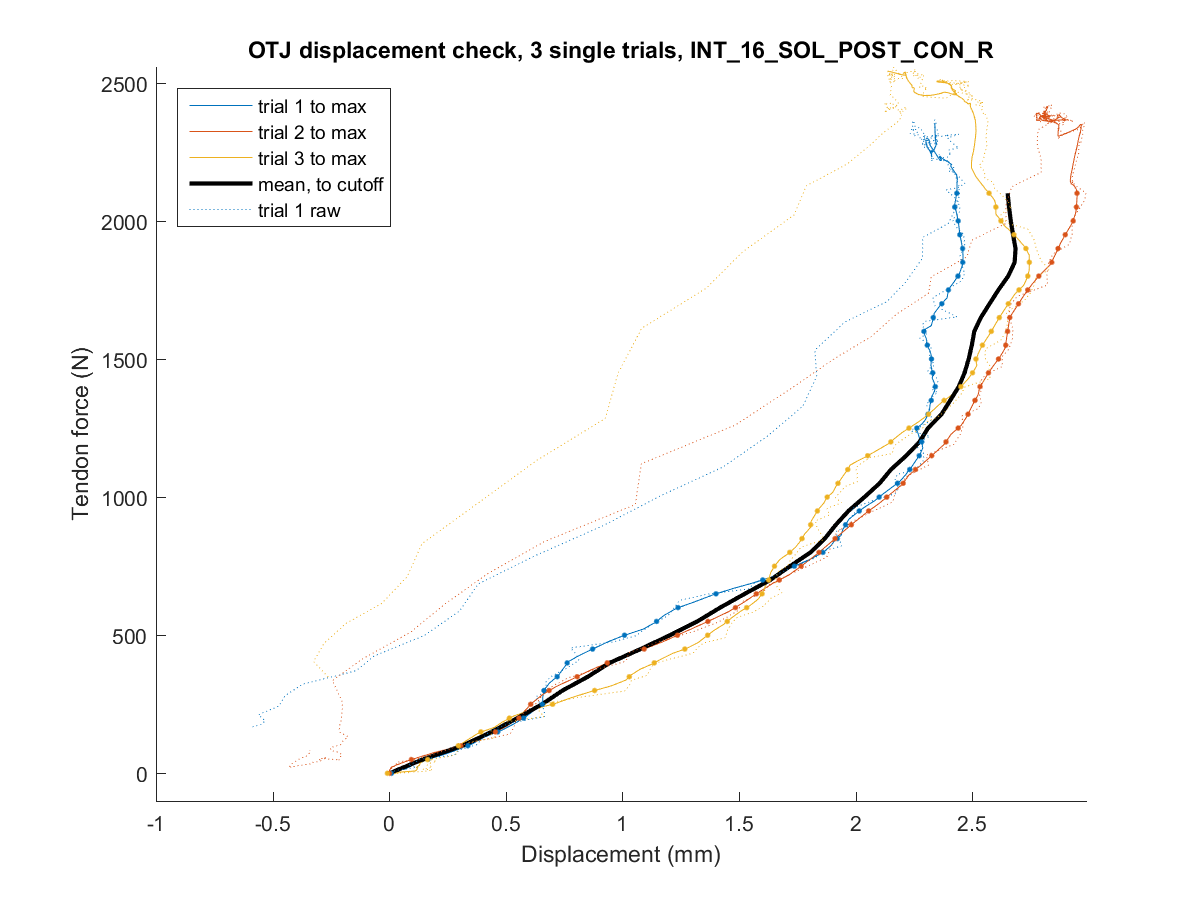 OTJ displacement check, 3 single trials, INT_16_SOL_POST_CON_R
trial 1 to max
trial 2 to max
trial 3 to max
mean, to cutoff
trial 1 raw
2500
2000
1500
1000
500
0
Tendon force (N)
-1
-0.5
0
0.5
1
1.5
2
2.5
Displacement (mm)